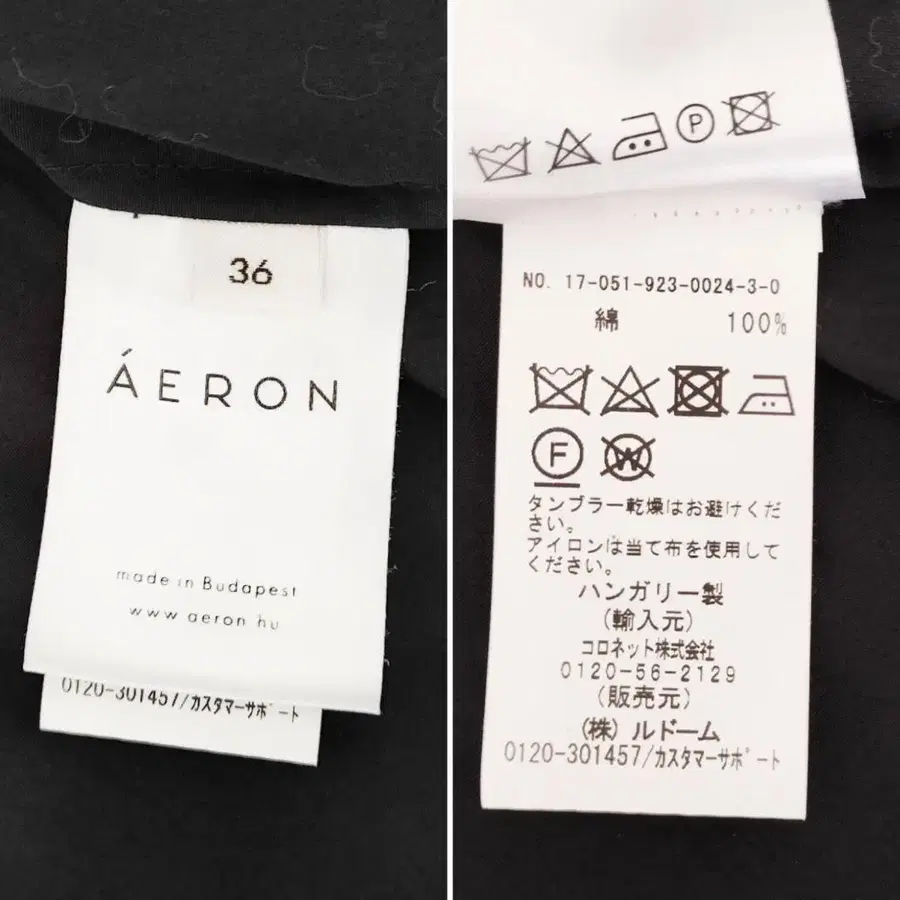 36
ÁERON
made in Budapest
www aeron hu
0120-301457/カスタマーサポート
P
NO. 17-051-923-0024-3-0
綿 100%
F W
タンブラー乾燥はお避けくだ
さい。
アイロンは当て布を使用して
ください。
ハンガリー製
(輸入元)
コロネット株式会社
0120-56-2129
(販売元)
(株) ルドーム
0120-301457/カスタマーサポート